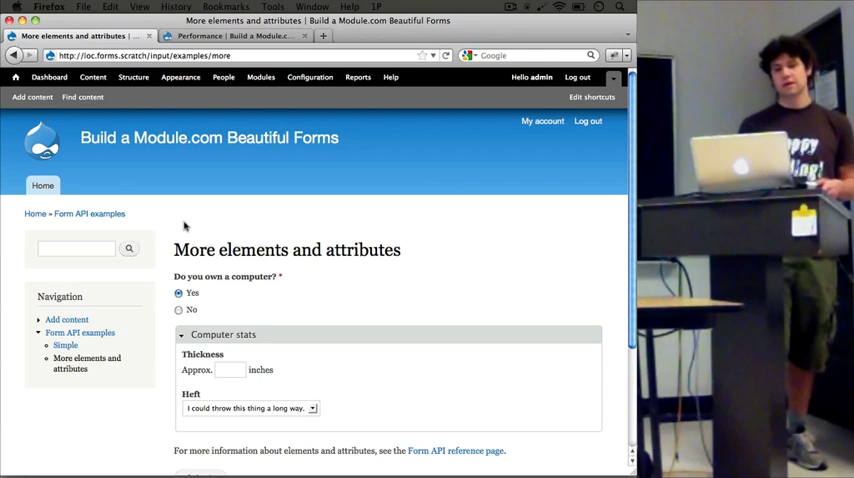 Firefox File Edit View History Bookmarks Tools Window Help 1P
More elements and attributes | Build a Module.com Beautiful Forms
More elements and attributes | ... Performance | Build a Module.c...
http://loc.forms.scratch/input/examples/more
Google
Dashboard Content Structure Appearance People Modules Configuration Reports Help Hello admin Log out
Add content Find content Edit shortcuts
My account Log out
Build a Module.com Beautiful Forms
Home
Home » Form API examples
More elements and attributes
Do you own a computer? *
Yes
No
Navigation
Add content
Form API examples
Simple
More elements and attributes
Computer stats
Thickness
Approx. inches
Heft
I could throw this thing a long way.
For more information about elements and attributes, see the Form API reference page.